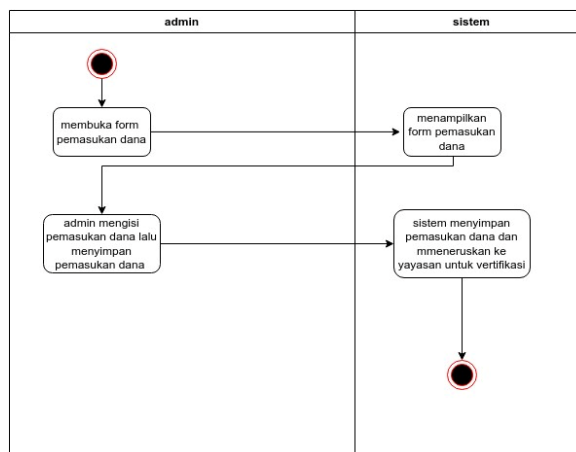 admin
sistem
membuka form
pemasukan dana
menampilkan
form pemasukan
dana
admin mengisi
pemasukan dana lalu
menyimpan
pemasukan dana
sistem menyimpan
pemasukan dana dan
mmeneruskan ke
yayasan untuk vertifikasi